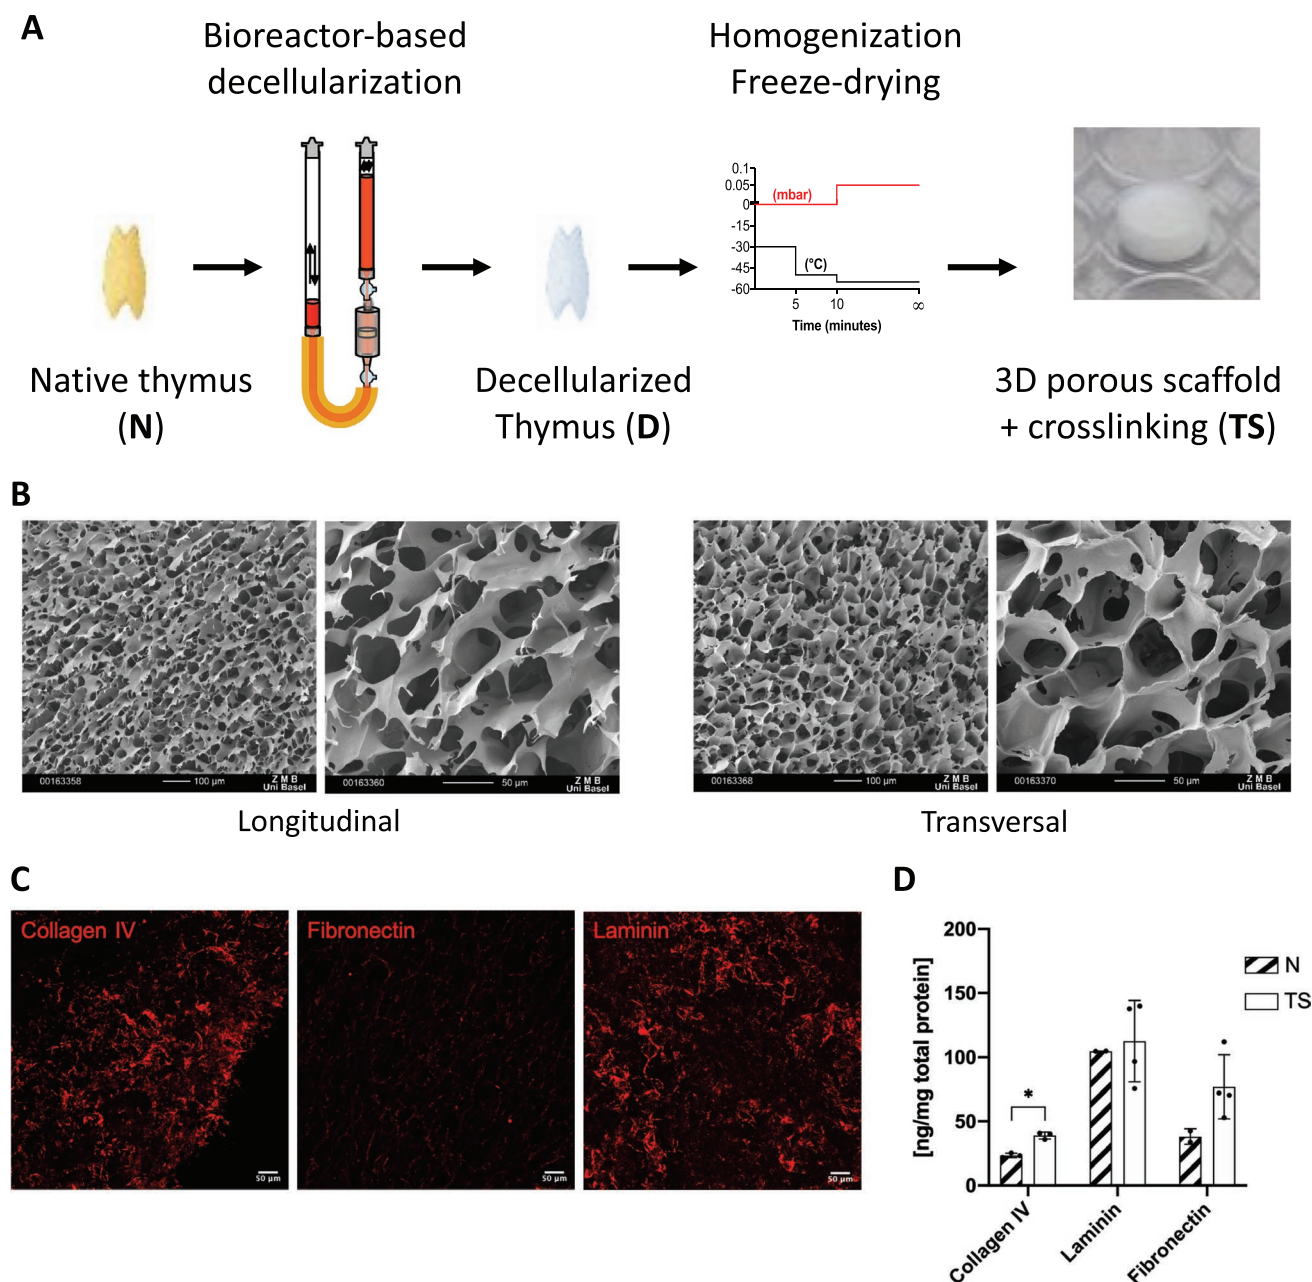 A
Bioreactor-based
decellularization
Homogenization
Freeze-drying
Native thymus
(N)
Decellularized
Thymus (D)
0.1
0.05
0
-15
-30
-45
-60
(mbar)
(°C)
5 10 ∞
Time (minutes)
3D porous scaffold
+ crosslinking (TS)
B
00163358 100 µm Z M B
Uni Basel
00163360 50 µm Z M B
Uni Basel
Longitudinal
00163368 100 µm Z M B
Uni Basel
00163370 50 µm Z M B
Uni Basel
Transversal
C
Collagen IV
50 µm
Fibronectin
50 µm
Laminin
50 µm
D
[ng/mg total protein]
200
150
100
50
0
*
N
TS
Collagen IV
Laminin
Fibronectin